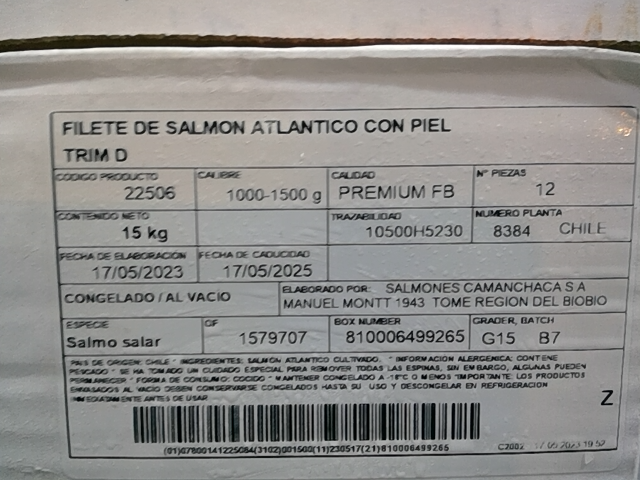 FILETE DE SALMON ATLANTICO CON PIEL
TRIM D
CODIGO PRODUCTO CALIBRE CALIDAD N° PIEZAS
22506 1000-1500 g PREMIUM FB 12
CONTENIDO NETO TRAZABILIDAD NUMERO PLANTA
15 kg 10500H5230 8384 CHILE
FECHA DE ELABORACION FECHA DE CADUCIDAD
17/05/2023 17/05/2025
CONGELADO / AL VACIO ELABORADO POR: SALMONES CAMANCHACA S A
MANUEL MONTT 1943 TOME REGION DEL BIOBIO
ESPECIE OF BOX NUMBER GRADER, BATCH
Salmo salar 1579707 810006499265 G15 B7
PAIS DE ORIGEN: CHILE * INGREDIENTES: SALMON ATLANTICO CULTIVADO. * INFORMACION ALERGENICA: CONTIENE
PESCADO * SE HA TOMADO UN CUIDADO ESPECIAL PARA REMOVER TODAS LAS ESPINAS, SIN EMBARGO, ALGUNAS PUEDEN
PERMANECER * FORMA DE CONSUMO: COCIDO * MANTENER CONGELADO A -18°C O MENOS *IMPORTANTE: LOS PRODUCTOS
ENVASADOS AL VACIO DEBEN CONSERVARSE CONGELADOS HASTA SU USO Y DESCONGELAR EN REFRIGERACION
INMEDIATAMENTE ANTES DE USAR
Z
(01)07800141225084(3102)001500(11)230517(21)810006499265
C2002 17/05/2023 19:52